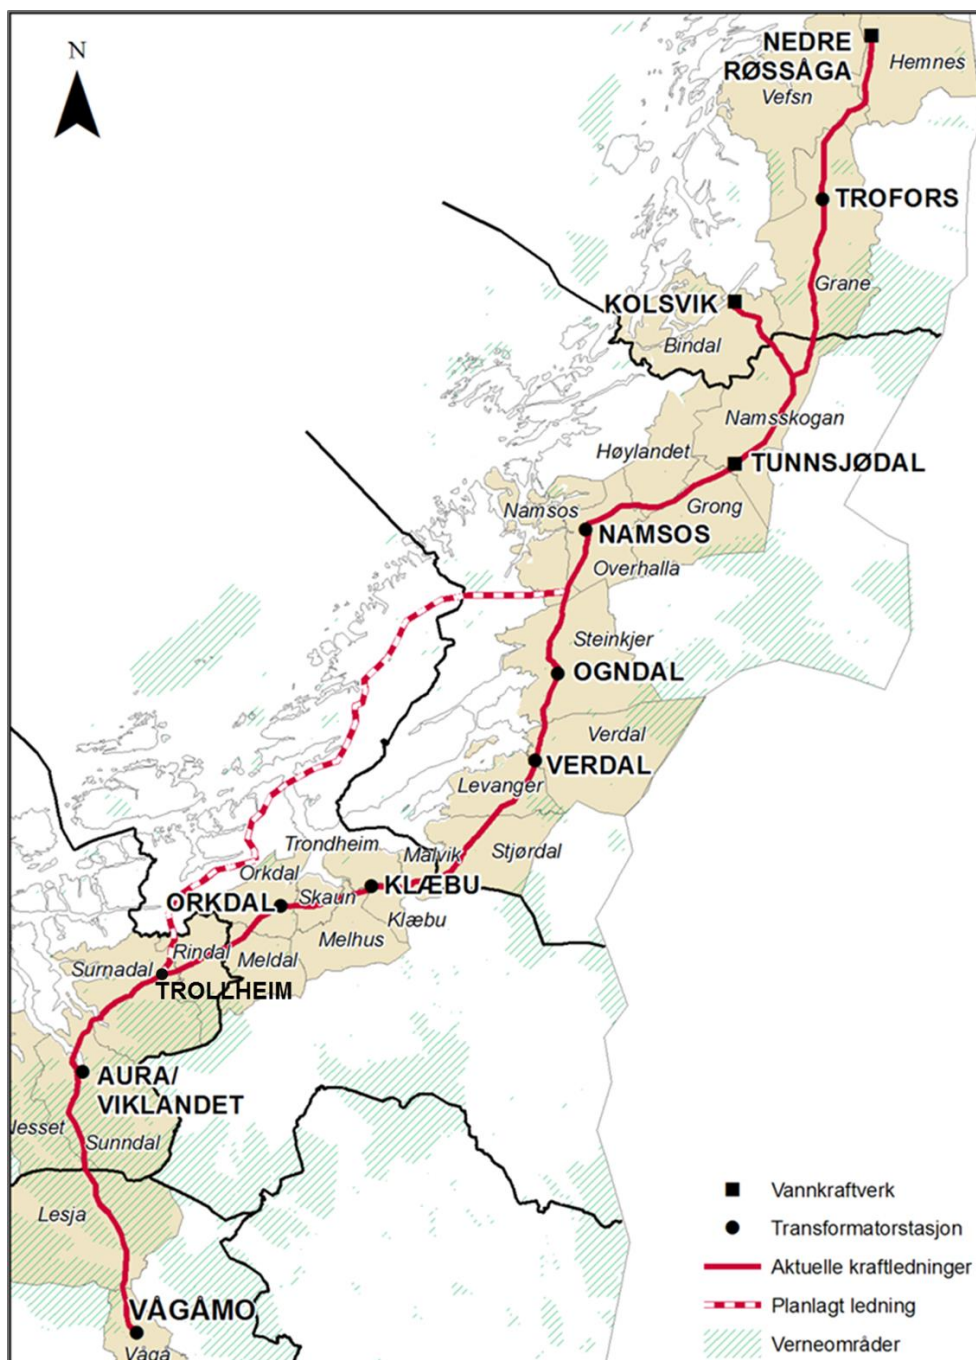 N
NEDRE
RØSSÅGA
Hemnes
Vefsn
TROFORS
Grane
KOLSVIK
Bindal
Namsskogan
Høylandet
TUNNSJØDAL
Grong
Namsos
NAMSOS
Overhalla
Steinkjer
OGNDAL
Verdal
VERDAL
Levanger
Stjørdal
Malvik
Trondheim
Orkdal
KLÆBU
Skaun
ORKDAL
Klæbu
Melhus
Meldal
Rindal
Surnadal
TROLLHEIM
AURA/
VIKLANDET
Nesset
Sunndal
Lesja
VÅGÅMO
Vågå
Vannkraftverk
Transformatorstasjon
Aktuelle kraftledninger
Planlagt ledning
Verneområder